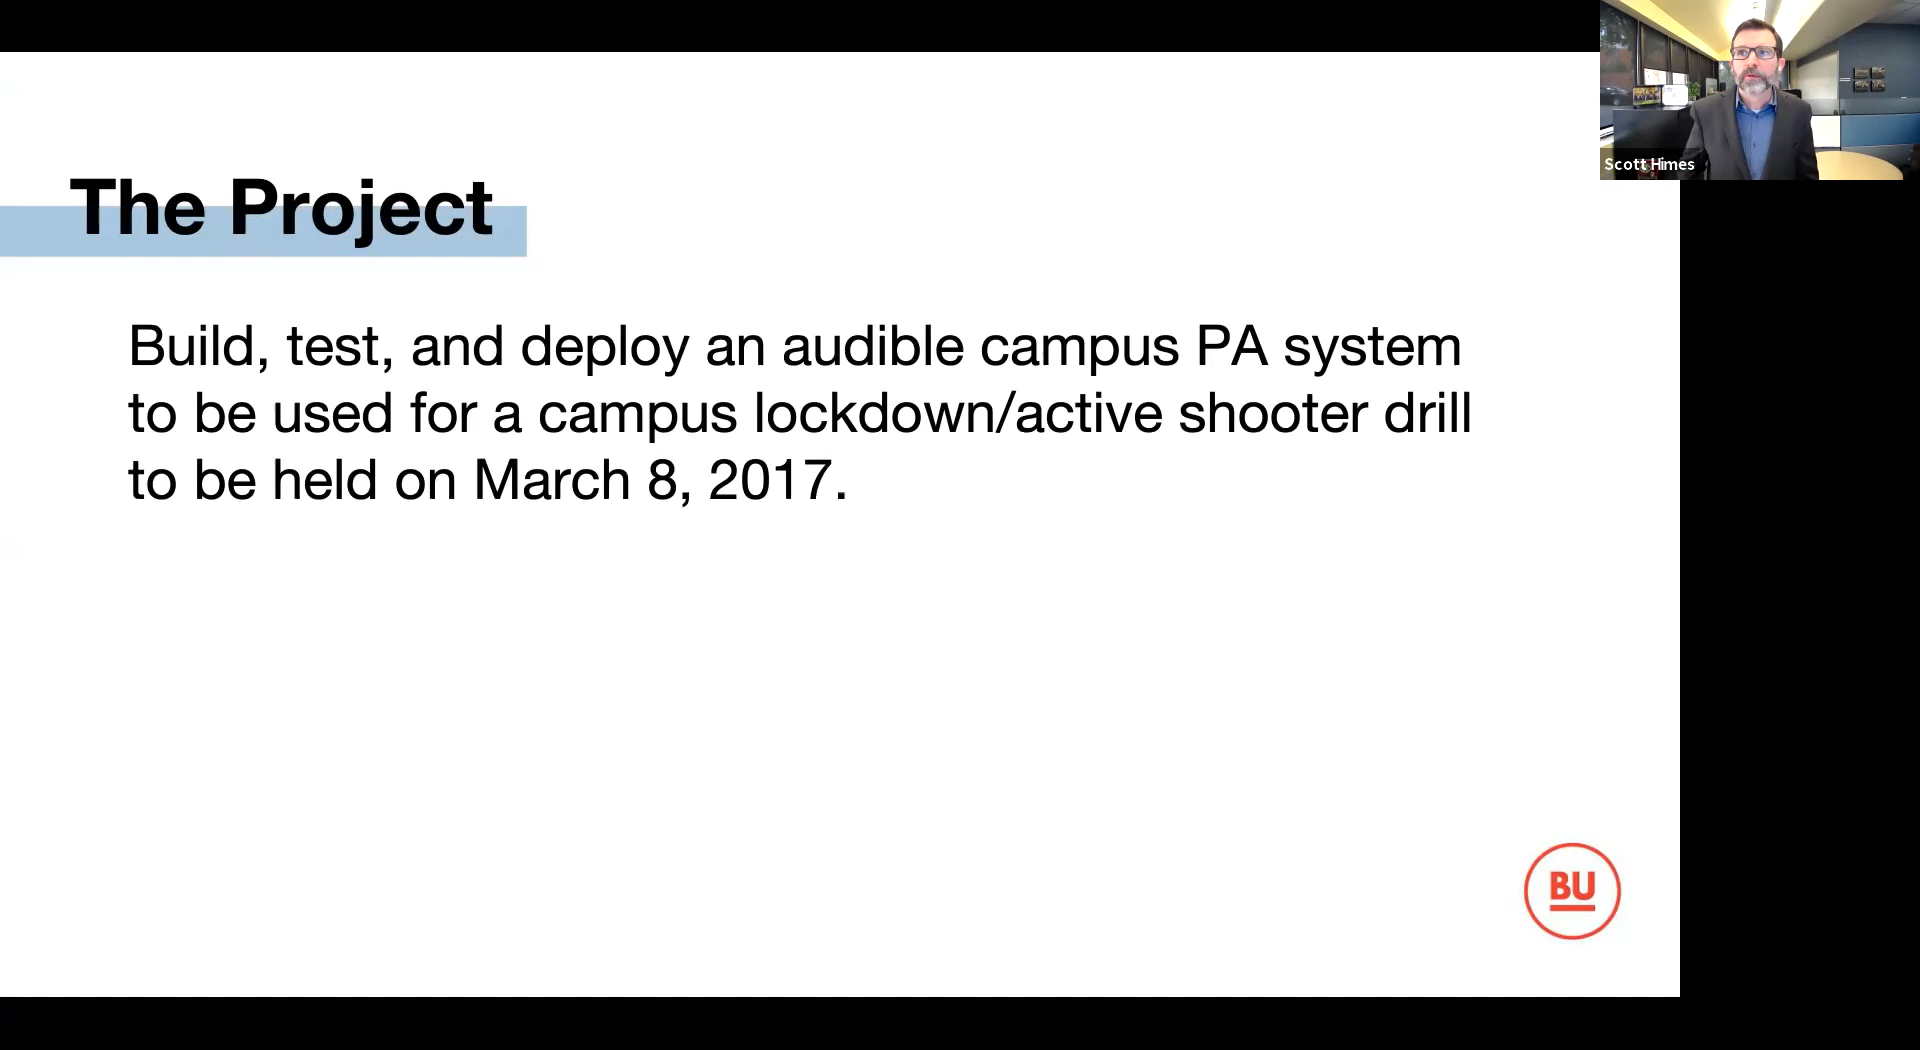 Scott Himes
The Project
Build, test, and deploy an audible campus PA system
to be used for a campus lockdown/active shooter drill
to be held on March 8, 2017.
BU